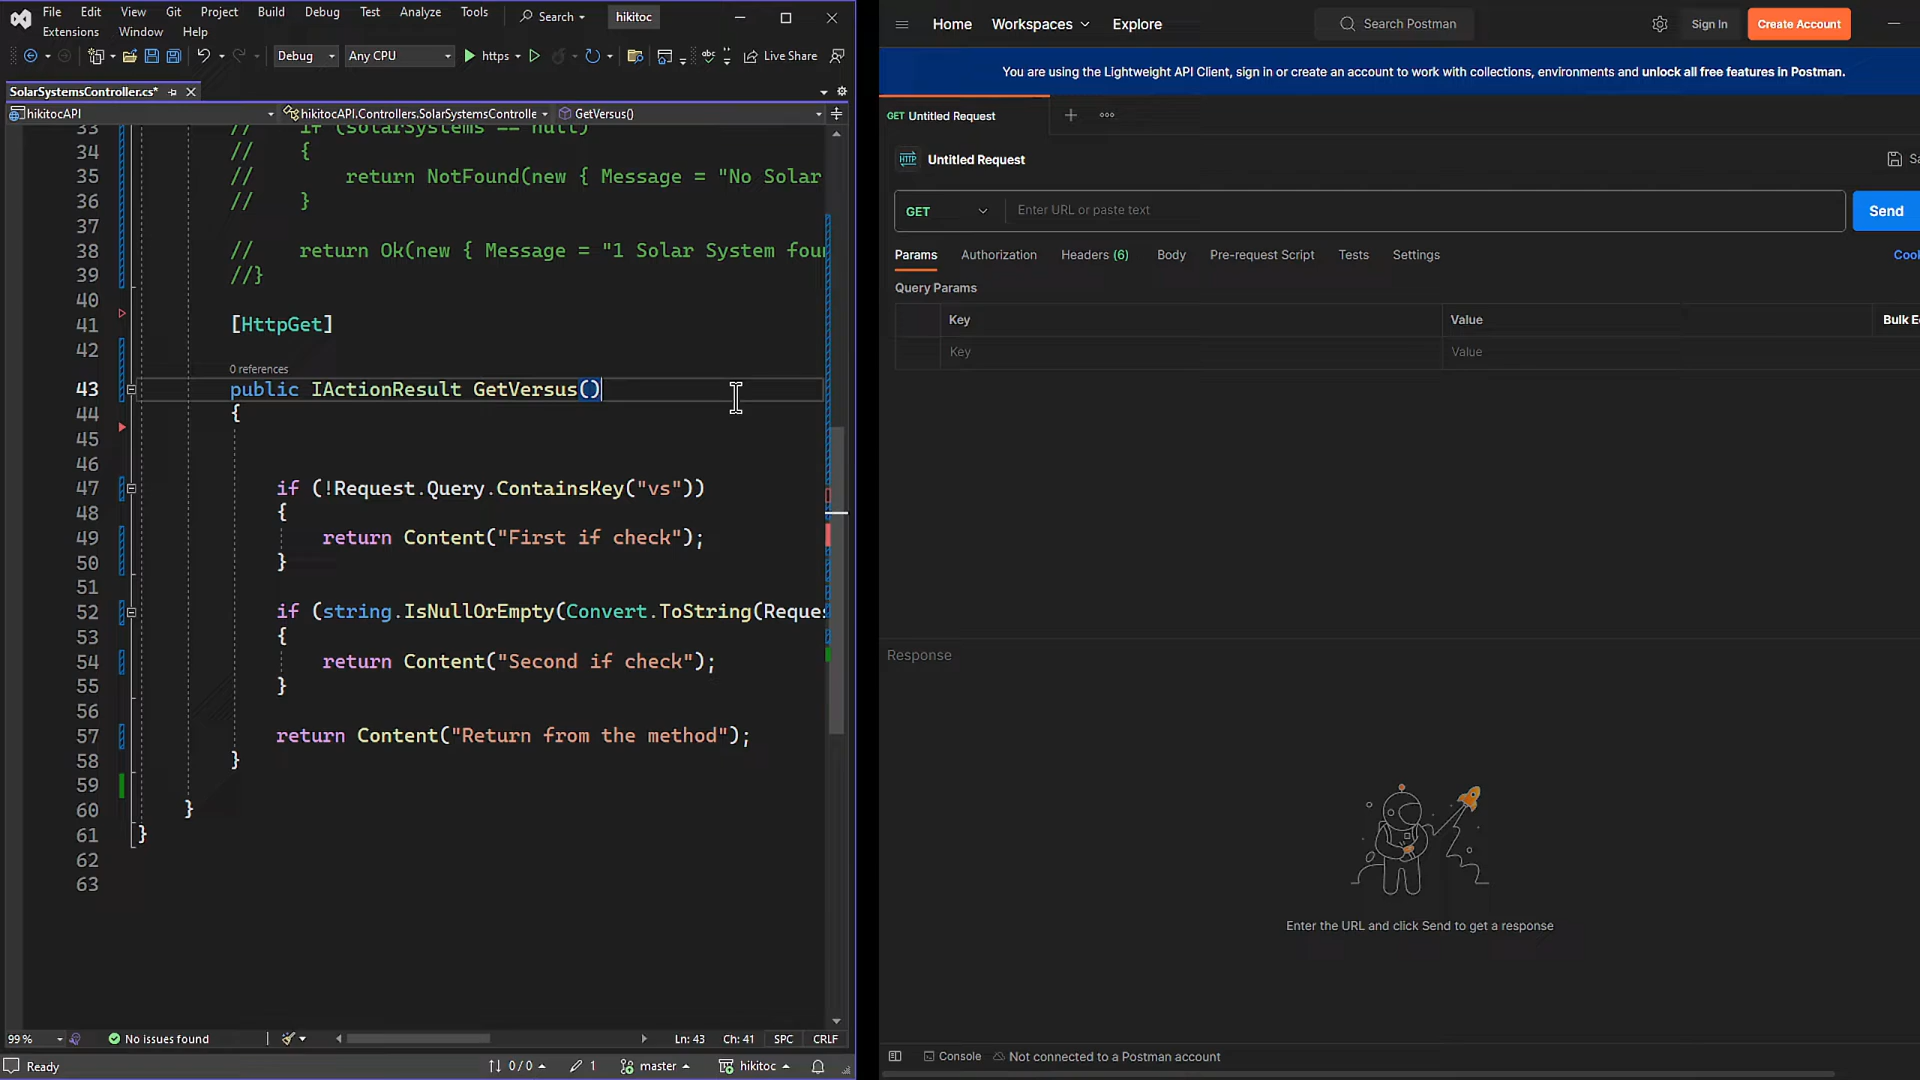 File Edit View Git Project Build Debug Test Analyze Tools Search hikitoc
Extensions Window Help
Debug Any CPU https Live Share
SolarSystemsController.cs*
hikitocAPI hikitocAPI.Controllers.SolarSystemsControlle GetVersus()
33 // if (solarSystems == null)
34 // {
35 // return NotFound(new { Message = "No Solar
36 // }
37
38 // return Ok(new { Message = "1 Solar System foun
39 //}
40
41 [HttpGet]
42
0 references
43 public IActionResult GetVersus()
44 {
45
46
47 if (!Request.Query.ContainsKey("vs"))
48 {
49 return Content("First if check");
50 }
51
52 if (string.IsNullOrEmpty(Convert.ToString(Reques
53 {
54 return Content("Second if check");
55 }
56
57 return Content("Return from the method");
58 }
59
60 }
61 }
62
63
99% No issues found Ln: 43 Ch: 41 SPC CRLF
Ready 0/0 1 master hikitoc
Home Workspaces Explore Search Postman Sign In Create Account
You are using the Lightweight API Client, sign in or create an account to work with collections, environments and unlock all free features in Postman.
GET Untitled Request
HTTP Untitled Request Sa
GET Enter URL or paste text Send
Params Authorization Headers (6) Body Pre-request Script Tests Settings Cook
Query Params
Key Value Bulk E
Key Value
Response
Enter the URL and click Send to get a response
Console Not connected to a Postman account